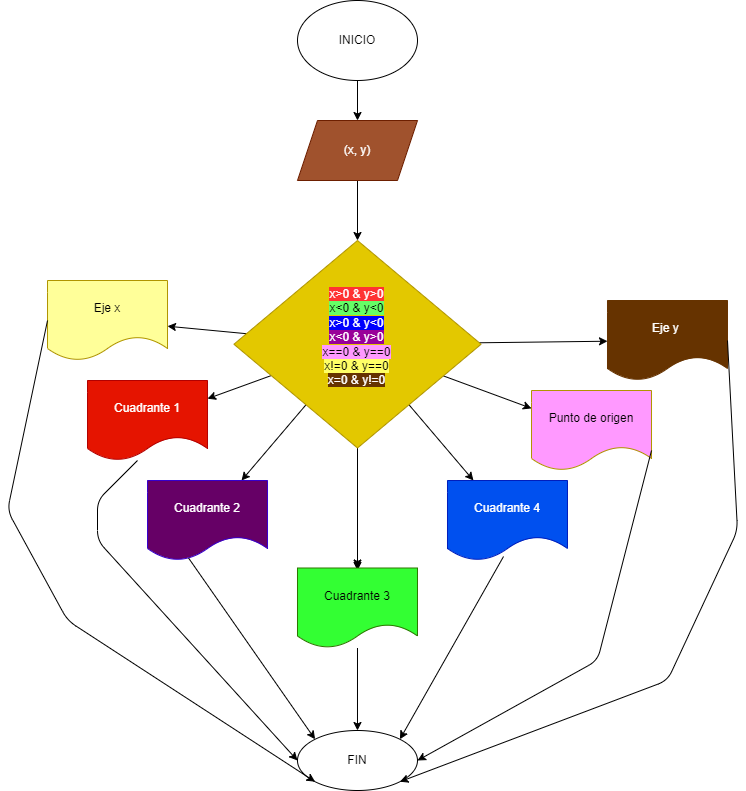 INICIO
(x, y)
x>0 & y>0
x<0 & y<0
x>0 & y<0
x<0 & y>0
x==0 & y==0
x!=0 & y==0
x=0 & y!=0
Eje x
Eje y
Cuadrante 1
Punto de origen
Cuadrante 2
Cuadrante 4
Cuadrante 3
FIN